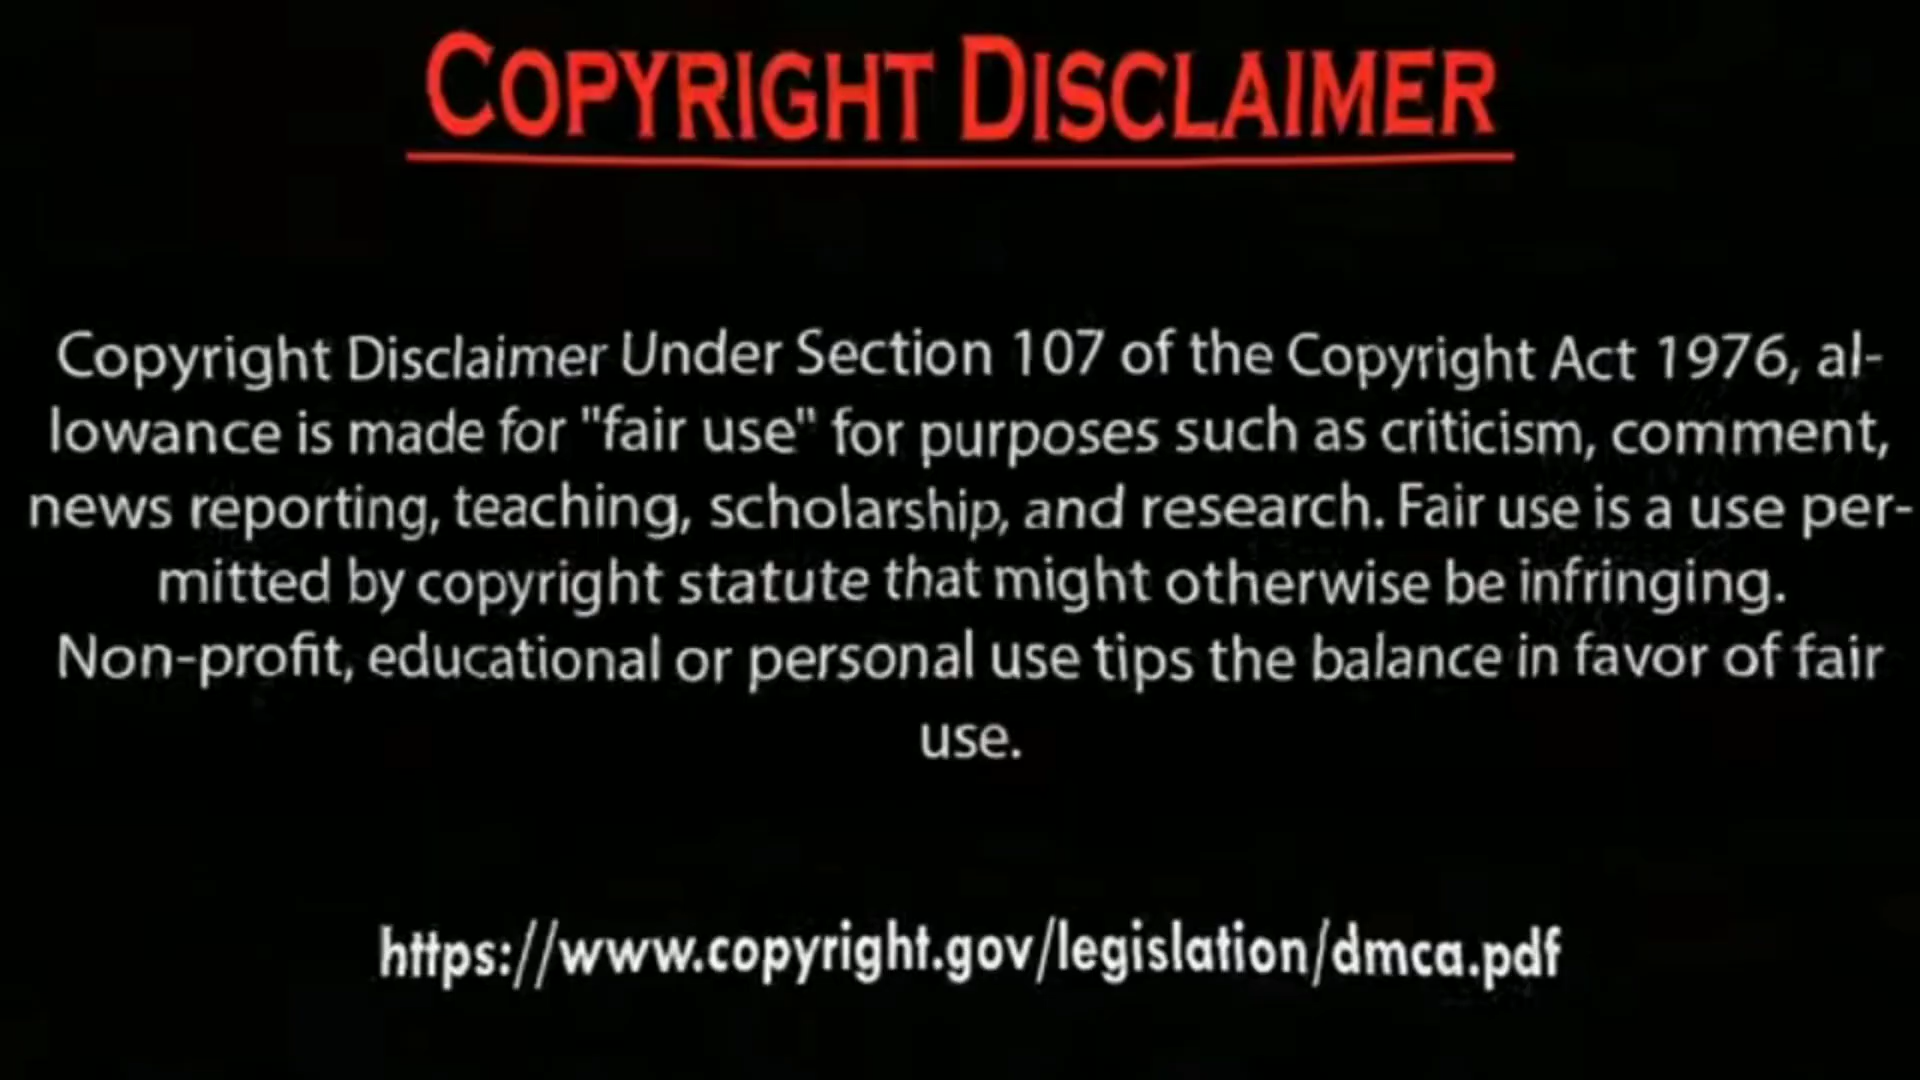 COPYRIGHT DISCLAIMER
Copyright Disclaimer Under Section 107 of the Copyright Act 1976, al-
lowance is made for "fair use" for purposes such as criticism, comment,
news reporting, teaching, scholarship, and research. Fair use is a use per-
mitted by copyright statute that might otherwise be infringing.
Non-profit, educational or personal use tips the balance in favor of fair
use.
https://www.copyright.gov/legislation/dmca.pdf